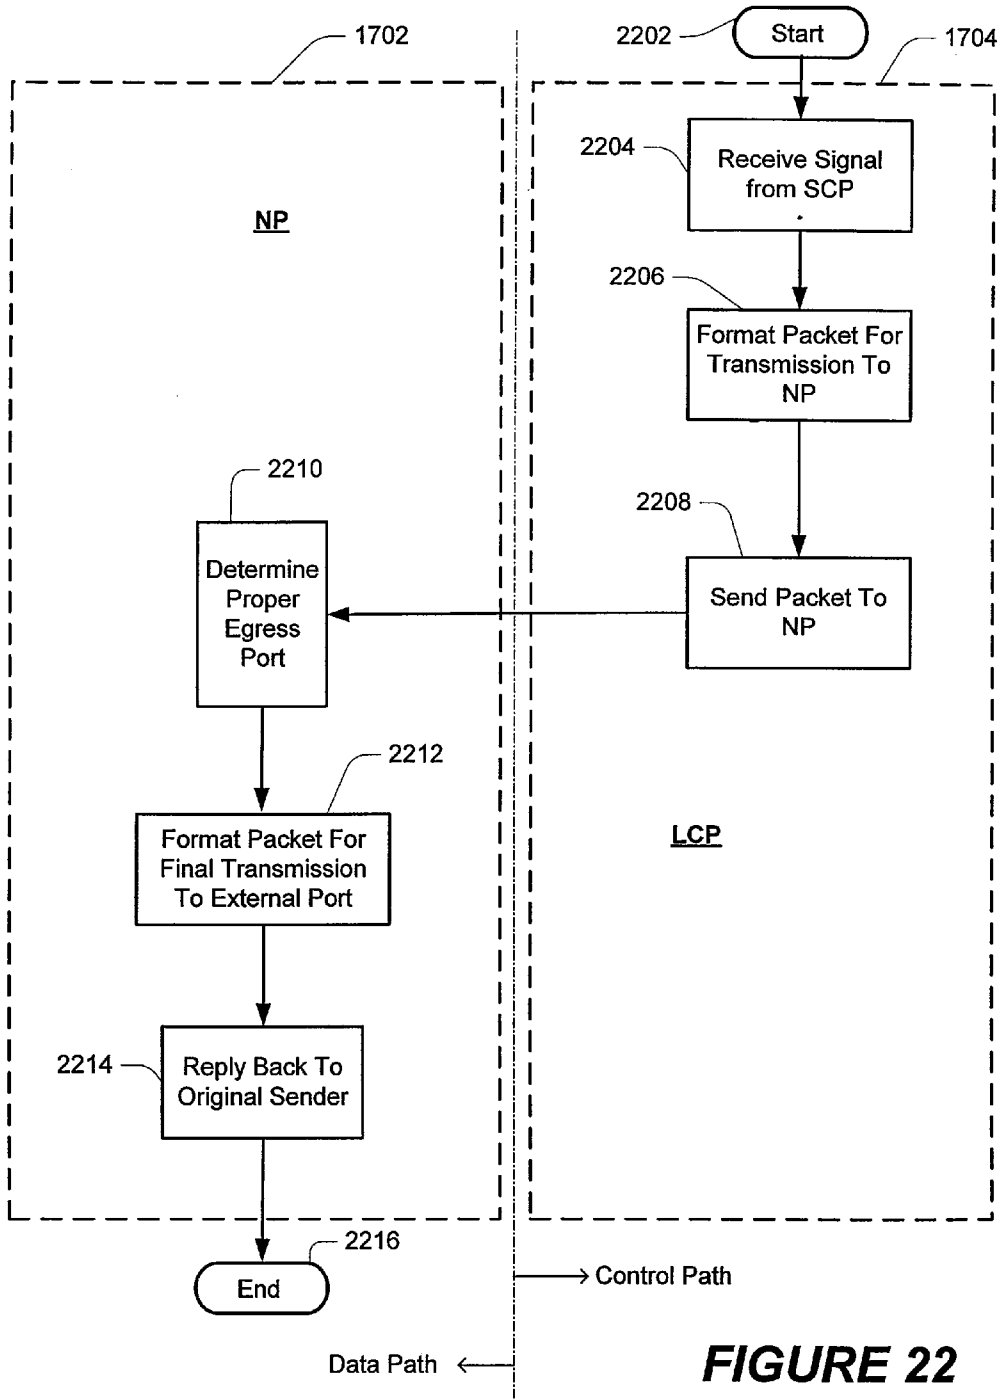 1702
2202
Start
1704
2204
Receive Signal
from SCP
NP
2206
Format Packet For
Transmission To
NP
2210
2208
Determine
Proper
Egress
Port
Send Packet To
NP
2212
Format Packet For
Final Transmission
To External Port
LCP
2214
Reply Back To
Original Sender
2216
End
Control Path
Data Path
FIGURE 22